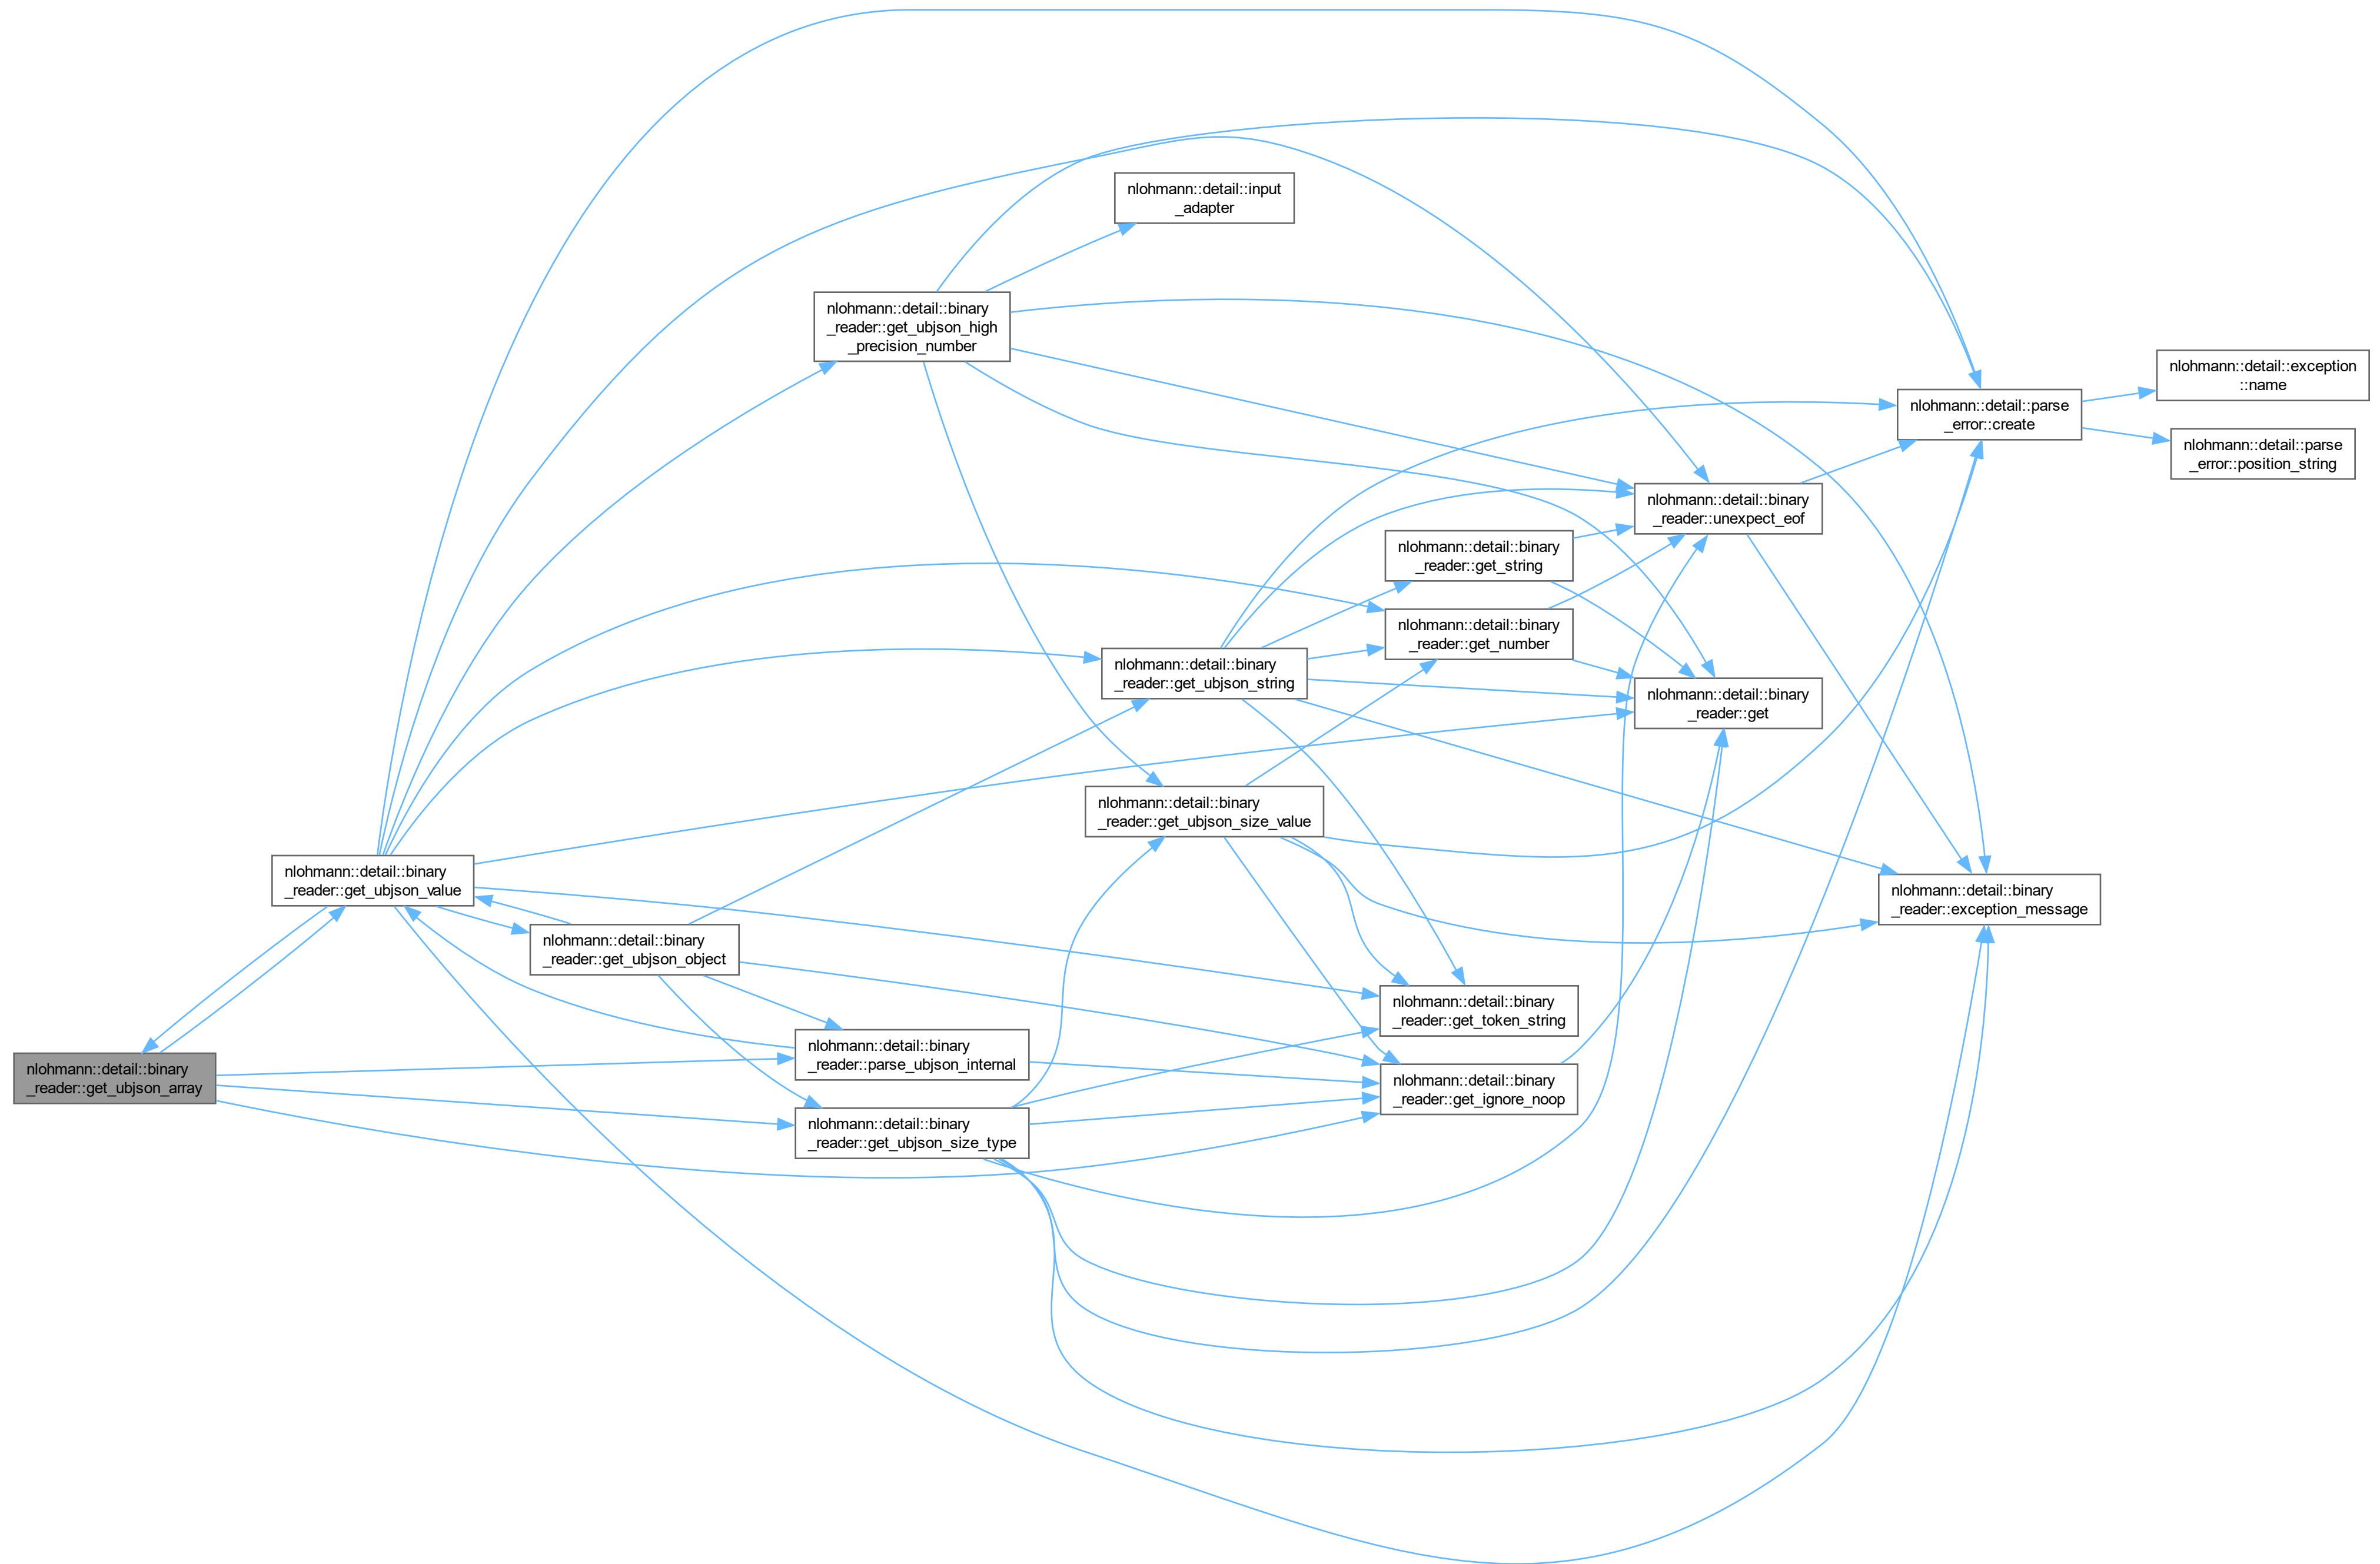 nlohmann::detail::input
_adapter
nlohmann::detail::binary
_reader::get_ubjson_high
_precision_number
nlohmann::detail::exception
::name
nlohmann::detail::parse
_error::create
nlohmann::detail::parse
_error::position_string
nlohmann::detail::binary
_reader::unexpect_eof
nlohmann::detail::binary
_reader::get_string
nlohmann::detail::binary
_reader::get_number
nlohmann::detail::binary
_reader::get_ubjson_string
nlohmann::detail::binary
_reader::get
nlohmann::detail::binary
_reader::get_ubjson_size_value
nlohmann::detail::binary
_reader::get_ubjson_value
nlohmann::detail::binary
_reader::exception_message
nlohmann::detail::binary
_reader::get_ubjson_object
nlohmann::detail::binary
_reader::get_token_string
nlohmann::detail::binary
_reader::parse_ubjson_internal
nlohmann::detail::binary
_reader::get_ubjson_array
nlohmann::detail::binary
_reader::get_ignore_noop
nlohmann::detail::binary
_reader::get_ubjson_size_type